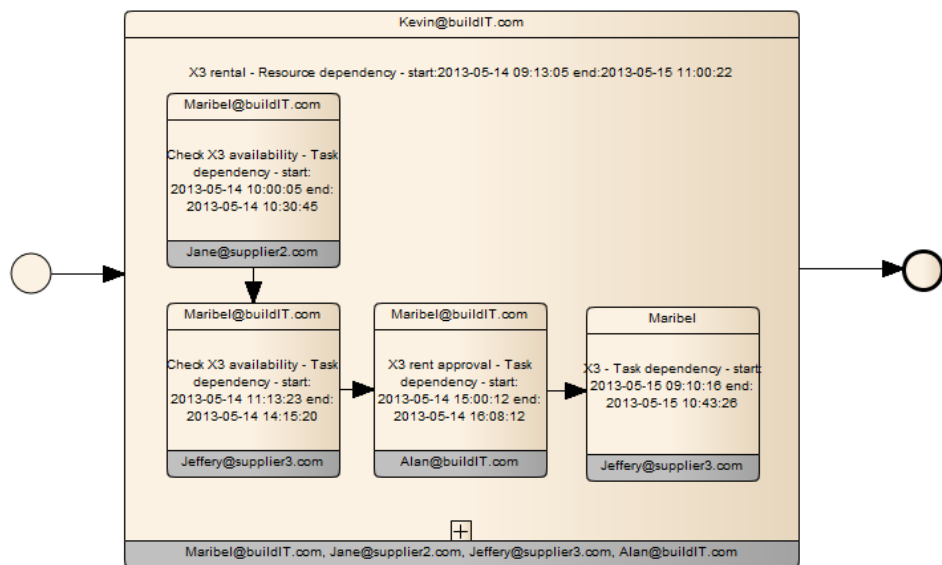 Kevin@buildIT.com
X3 rental - Resource dependency - start:2013-05-14 09:13:05 end:2013-05-15 11:00:22
Maribel@buildIT.com
Check X3 availability - Task
dependency - start:
2013-05-14 10:00:05 end:
2013-05-14 10:30:45
Jane@supplier2.com
Maribel@buildIT.com
Check X3 availability - Task
dependency - start:
2013-05-14 11:13:23 end:
2013-05-14 14:15:20
Jeffery@supplier3.com
Maribel@buildIT.com
X3 rent approval - Task
dependency - start:
2013-05-14 15:00:12 end:
2013-05-14 16:08:12
Alan@buildIT.com
Maribel
X3 - Task dependency - start:
2013-05-15 09:10:16 end:
2013-05-15 10:43:26
Jeffery@supplier3.com
Maribel@buildIT.com, Jane@supplier2.com, Jeffery@supplier3.com, Alan@buildIT.com